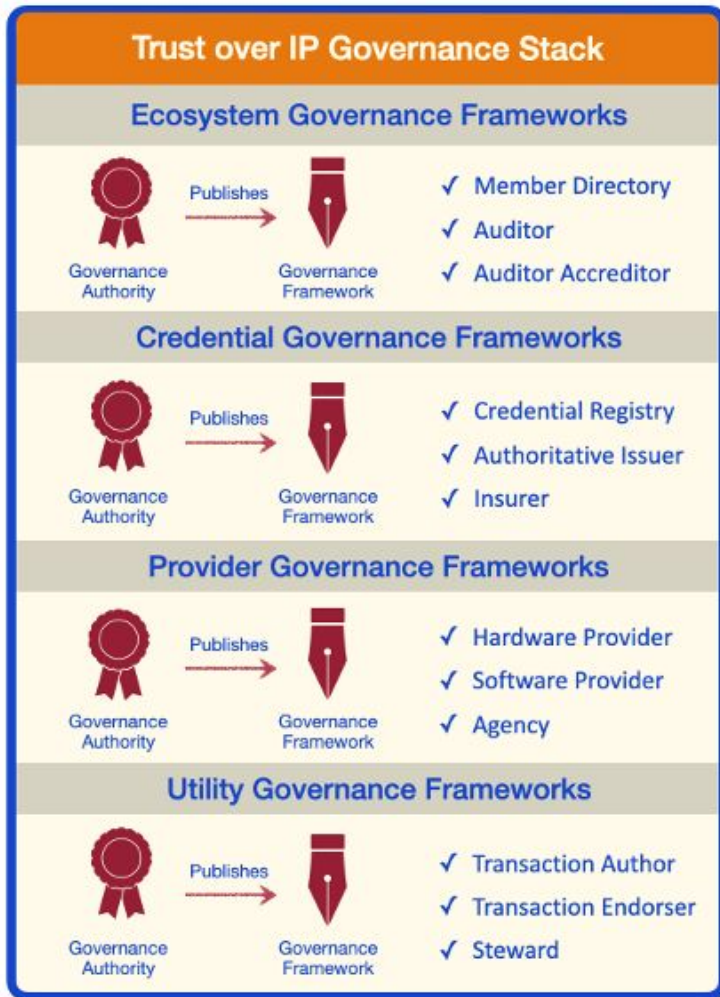 Trust over IP Governance Stack
Ecosystem Governance Frameworks
Publishes
Governance
Authority
Governance
Framework
✓ Member Directory
✓ Auditor
✓ Auditor Accreditor
Credential Governance Frameworks
Publishes
Governance
Authority
Governance
Framework
✓ Credential Registry
✓ Authoritative Issuer
✓ Insurer
Provider Governance Frameworks
Publishes
Governance
Authority
Governance
Framework
✓ Hardware Provider
✓ Software Provider
✓ Agency
Utility Governance Frameworks
Publishes
Governance
Authority
Governance
Framework
✓ Transaction Author
✓ Transaction Endorser
✓ Steward